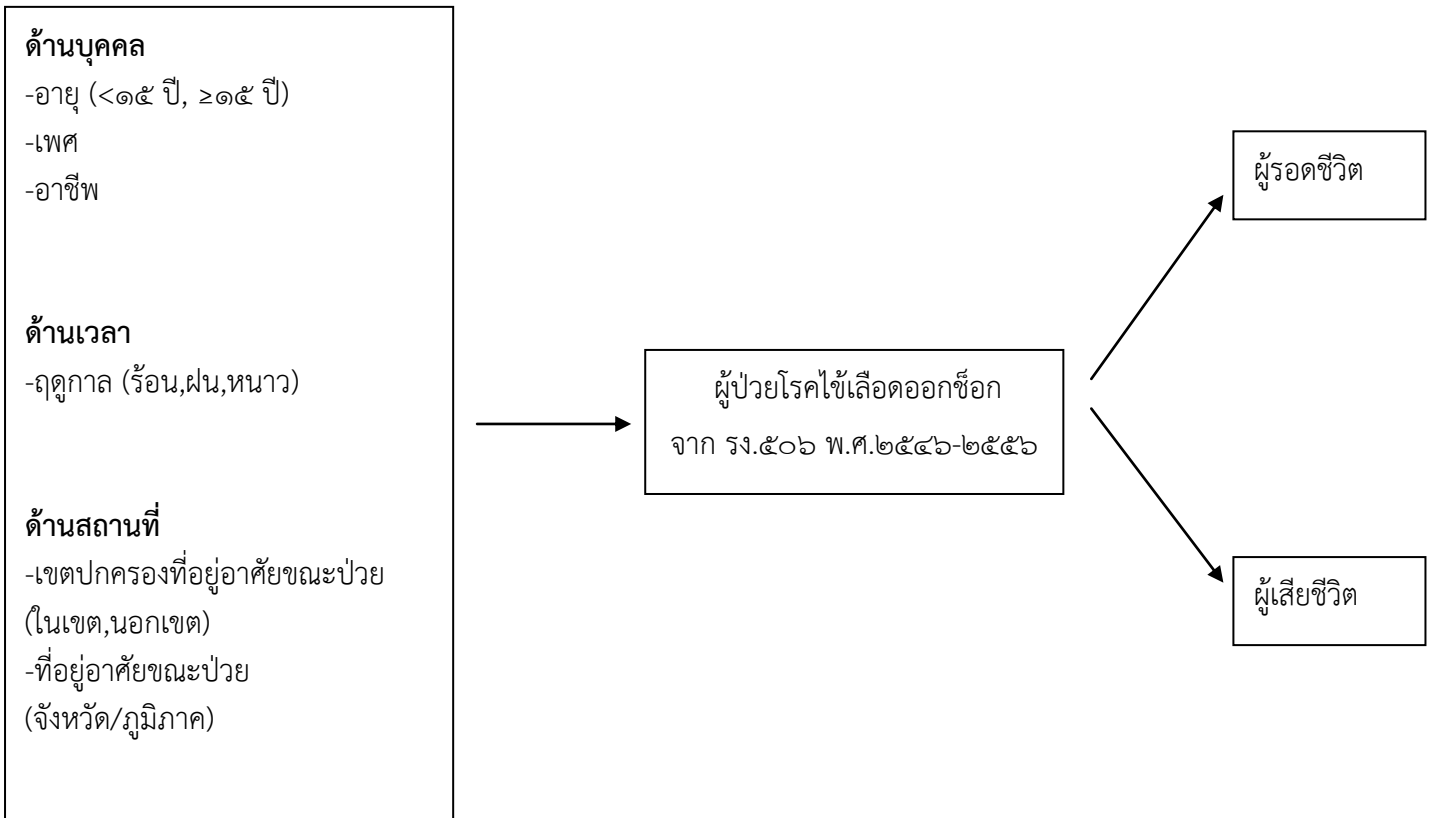 ด้านบุคคล
-อายุ (<๑๕ ปี, ≥๑๕ ปี)
-เพศ
-อาชีพ
ด้านเวลา
-ฤดูกาล (ร้อน,ฝน,หนาว)
ด้านสถานที่
-เขตปกครองที่อยู่อาศัยขณะป่วย
(ในเขต,นอกเขต)
-ที่อยู่อาศัยขณะป่วย
(จังหวัด/ภูมิภาค)
ผู้ป่วยโรคไข้เลือดออกช็อก
จาก รง.๕๐๖ พ.ศ.๒๕๔๖-๒๕๕๖
ผู้รอดชีวิต
ผู้เสียชีวิต